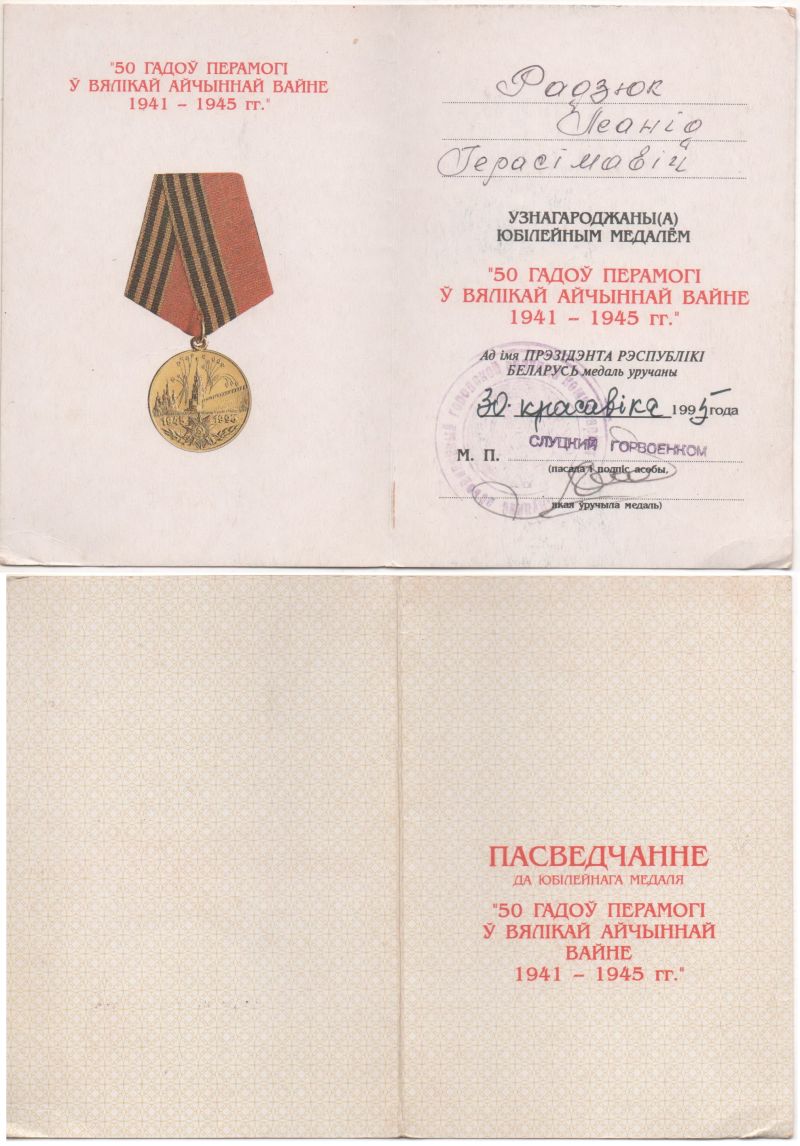 "50 ГАДОЎ ПЕРАМОГІ
Ў ВЯЛІКАЙ АЙЧЫННАЙ ВАЙНЕ
1941 – 1945 гг."
1945 1995
Радзюк
Леанід
Герасімавіч
УЗНАГАРОДЖАНЫ(А)
ЮБІЛЕЙНЫМ МЕДАЛЁМ
"50 ГАДОЎ ПЕРАМОГІ
Ў ВЯЛІКАЙ АЙЧЫННАЙ ВАЙНЕ
1941 – 1945 гг."
Ад імя ПРЭЗІДЭНТА РЭСПУБЛІКІ
БЕЛАРУСЬ медаль уручаны
30. красавіка 1995 года
СЛУЦКИЙ ГОРВОЕНКОМ
М. П.
(пасада і подпіс асобы,
якая ўручыла медаль)
ПАСВЕДЧАННЕ
ДА ЮБІЛЕЙНАГА МЕДАЛЯ
"50 ГАДОЎ ПЕРАМОГІ
Ў ВЯЛІКАЙ АЙЧЫННАЙ
ВАЙНЕ
1941 – 1945 гг."